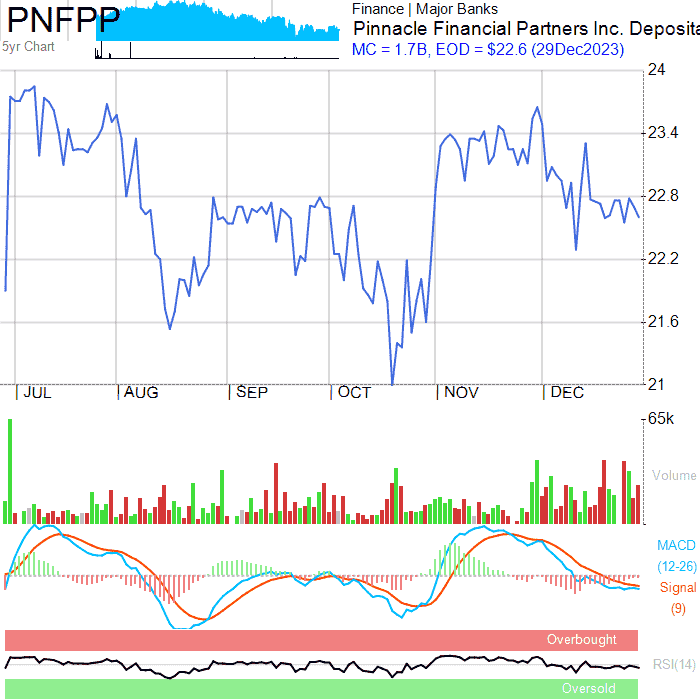 PNFPP
5yr Chart
Finance | Major Banks
Pinnacle Financial Partners Inc. Deposita
MC = 1.7B, EOD = $22.6 (29Dec2023)
24
23.4
22.8
22.2
21.6
21
JUL
AUG
SEP
OCT
NOV
DEC
65k
Volume
MACD
(12-26)
Signal
(9)
Overbought
RSI(14)
Oversold